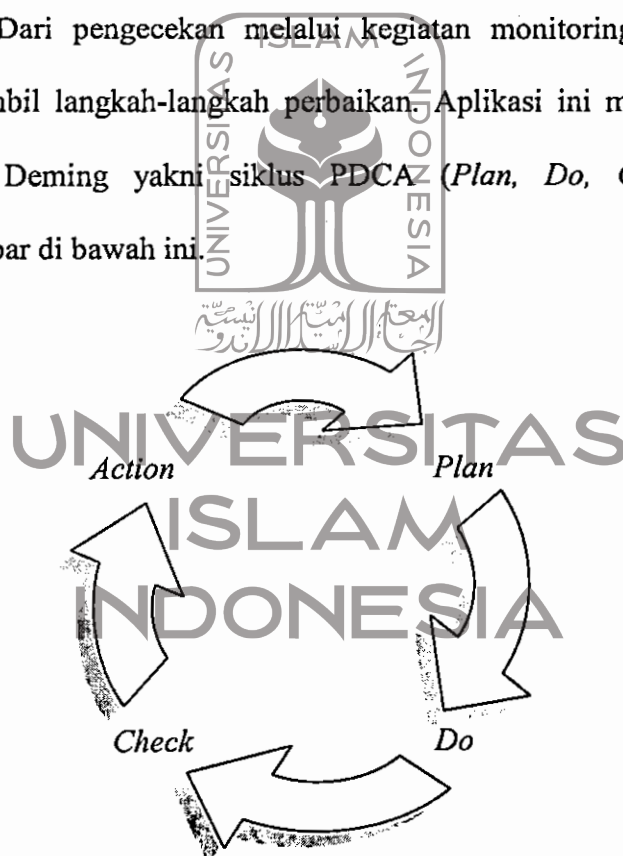 Dari pengecekan melalui kegiatan monitoring
mbil langkah-langkah perbaikan. Aplikasi ini m
Deming yakni siklus PDCA (Plan, Do,
bar di bawah ini.
UNIVERSITAS
ISLAM
INDONESIA
UNIVERSITAS
Action
Plan
ISLAM
INDONESIA
Check
Do